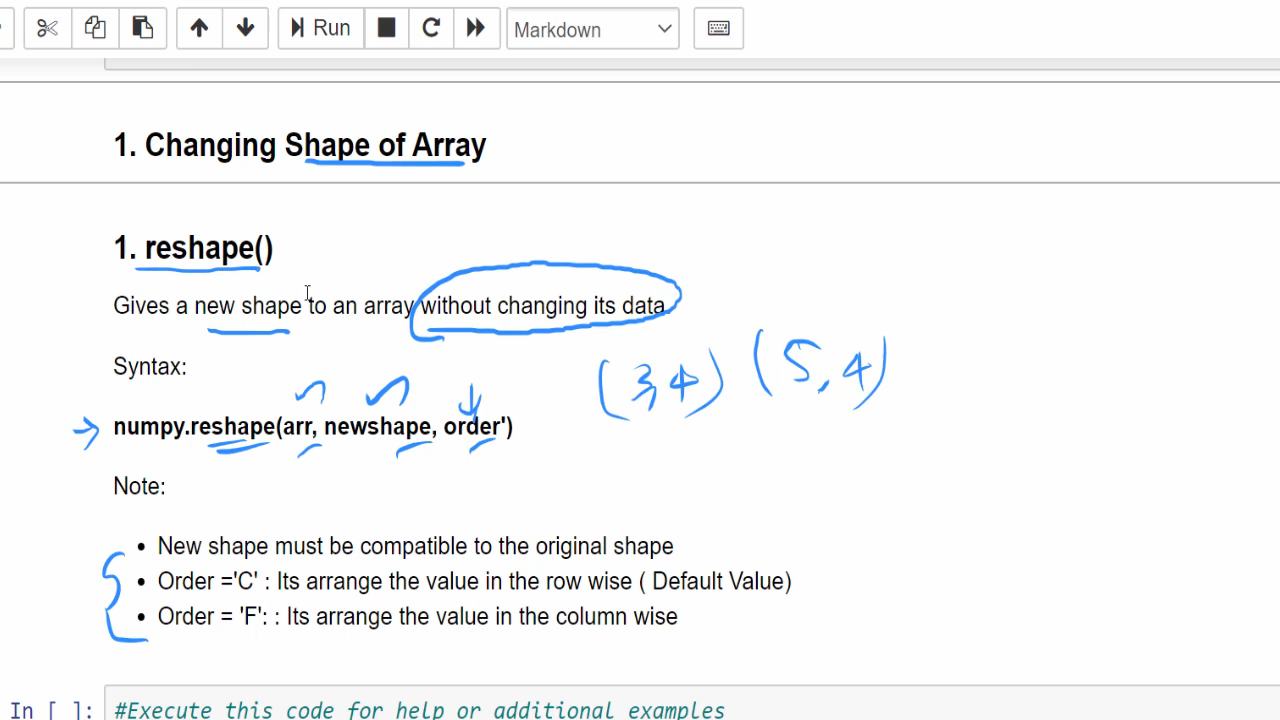 Run
Markdown
1. Changing Shape of Array
1. reshape()
Gives a new shape to an array without changing its data
Syntax:
(3,4) (5,4)
numpy.reshape(arr, newshape, order')
Note:
• New shape must be compatible to the original shape
• Order ='C' : Its arrange the value in the row wise ( Default Value)
• Order = 'F': : Its arrange the value in the column wise
In [ ]: #Execute this code for help or additional examples